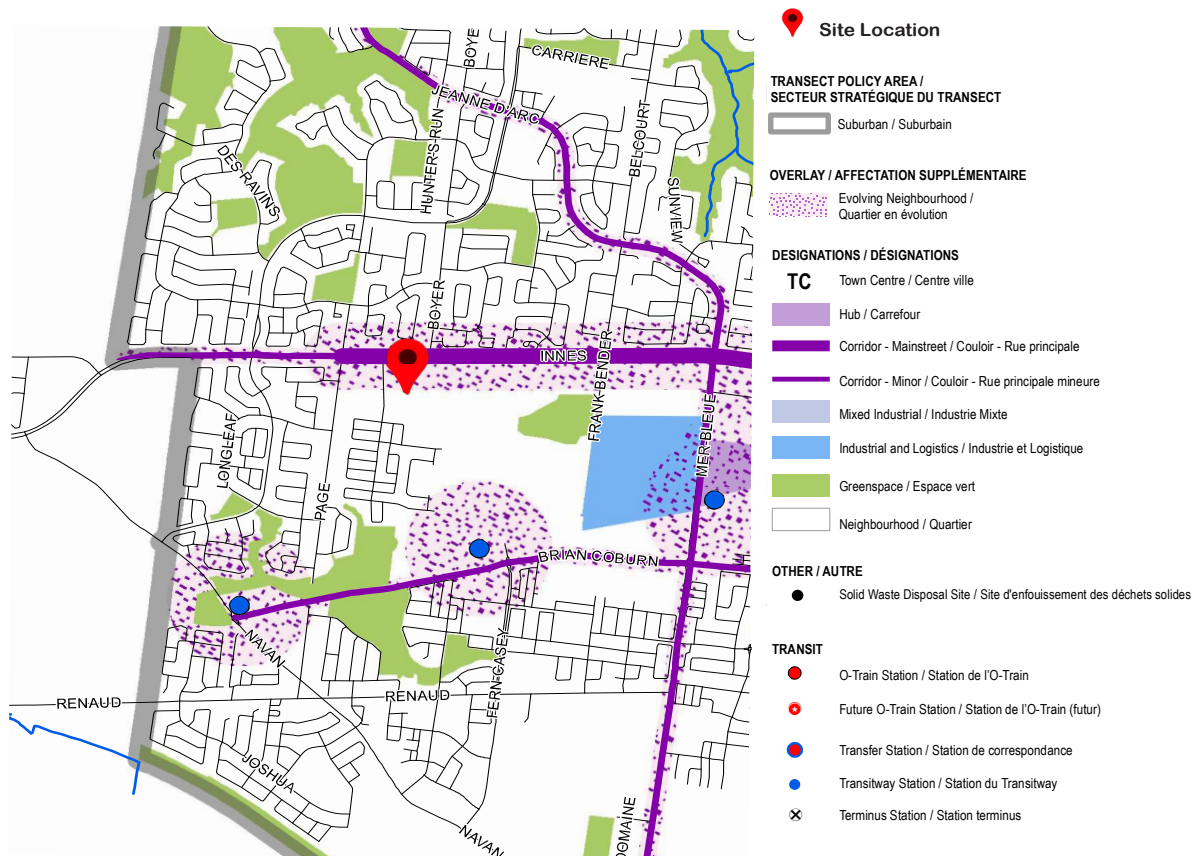 Site Location
TRANSECT POLICY AREA /
SECTEUR STRATÉGIQUE DU TRANSECT
Suburban / Suburbain
OVERLAY / AFFECTATION SUPPLÉMENTAIRE
Evolving Neighbourhood /
Quartier en évolution
DESIGNATIONS / DÉSIGNATIONS
TC
Town Centre / Centre ville
Hub / Carrefour
Corridor - Mainstreet / Couloir - Rue principale
Corridor - Minor / Couloir - Rue principale mineure
Mixed Industrial / Industrie Mixte
Industrial and Logistics / Industrie et Logistique
Greenspace / Espace vert
Neighbourhood / Quartier
OTHER / AUTRE
Solid Waste Disposal Site / Site d'enfouissement des déchets solides
TRANSIT
O-Train Station / Station de l'O-Train
Future O-Train Station / Station de l'O-Train (futur)
Transfer Station / Station de correspondance
Transitway Station / Station du Transitway
Terminus Station / Station terminus
BOYE
CARRIERE
JEANNE D'ARC
HUNTER'S RUN
BELCOURT
DES RAVINS
SUNVIEW
BOYER
INNES
FRANK BENDER
MER-BLEUE
LONGLEAF
PAGE
BRIAN COBURN
NAVAN
FERN CASEY
RENAUD
RENAUD
JOSHUA
NAVAN
DOMAINE